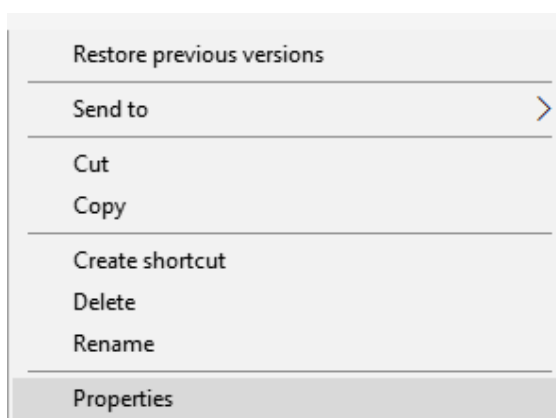 Restore previous versions
Send to
Cut
Copy
Create shortcut
Delete
Rename
Properties